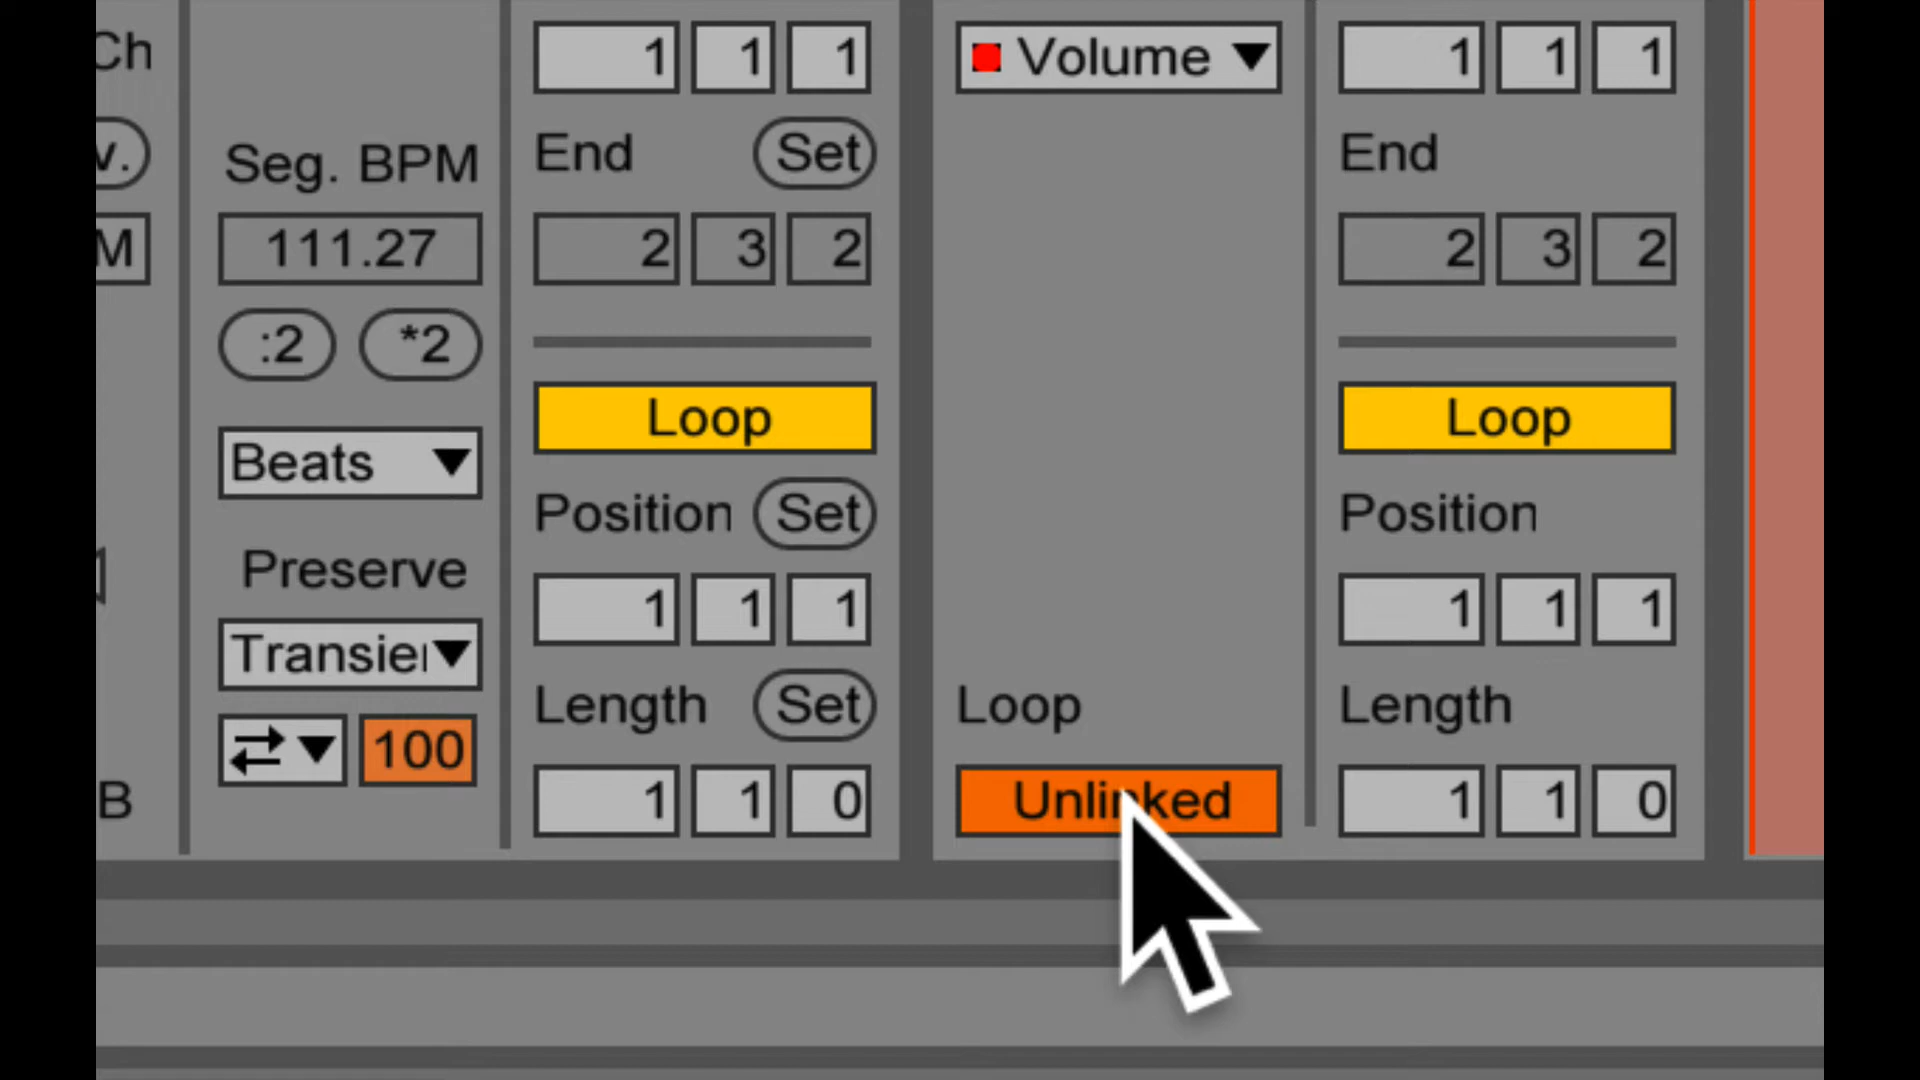 Ch
v.
M
B
Seg. BPM
111.27
:2 *2
Beats
Preserve
Transie
100
1 1 1
End Set
2 3 2
Loop
Position Set
1 1 1
Length Set
1 1 0
Volume
Loop
Unlinked
1 1 1
End
2 3 2
Loop
Position
1 1 1
Length
1 1 0